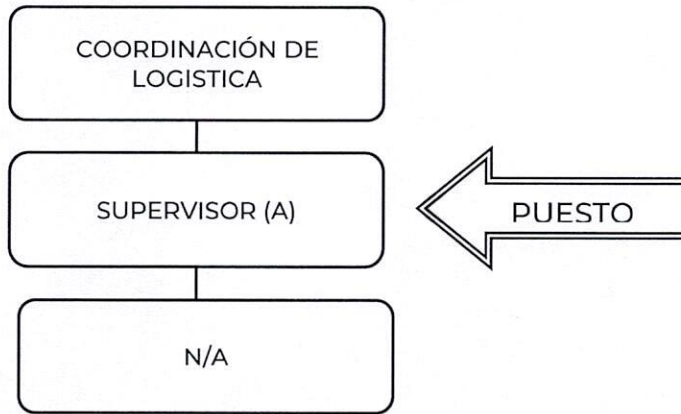 COORDINACIÓN DE
LOGISTICA
SUPERVISOR (A)
PUESTO
N/A